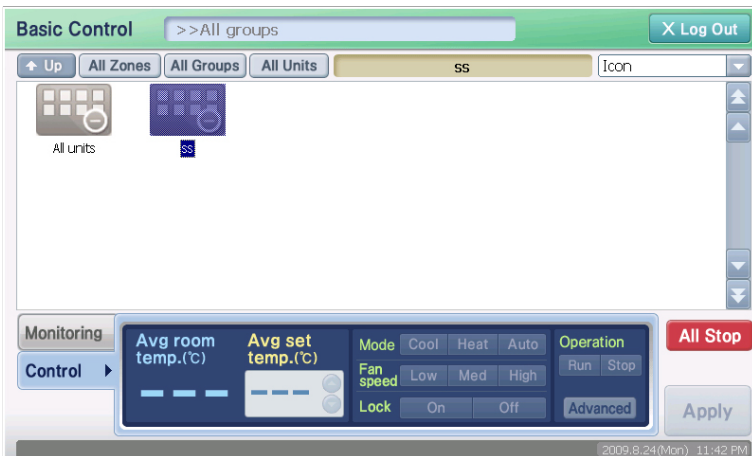 Basic Control >>All groups X Log Out
Up All Zones All Groups All Units ss Icon
All units ss
Monitoring
Control
Avg room temp.(℃)
Avg set temp.(℃)
Mode Cool Heat Auto
Fan speed Low Med High
Lock On Off
Operation
Run Stop
Advanced
All Stop
Apply
2009.8.24(Mon) 11:42 PM